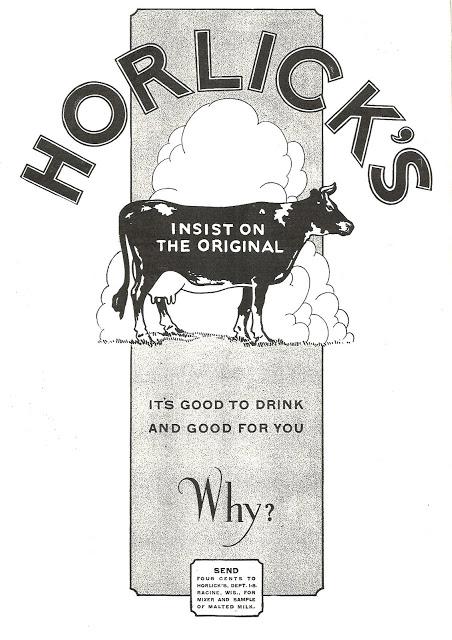 HORLICK'S
INSIST ON
THE ORIGINAL
IT'S GOOD TO DRINK
AND GOOD FOR YOU
Why?
SEND
FOUR CENTS TO
HORLICK'S, DEPT. 1-B.
RACINE, WIS., FOR
MIXER AND SAMPLE
OF MALTED MILK.